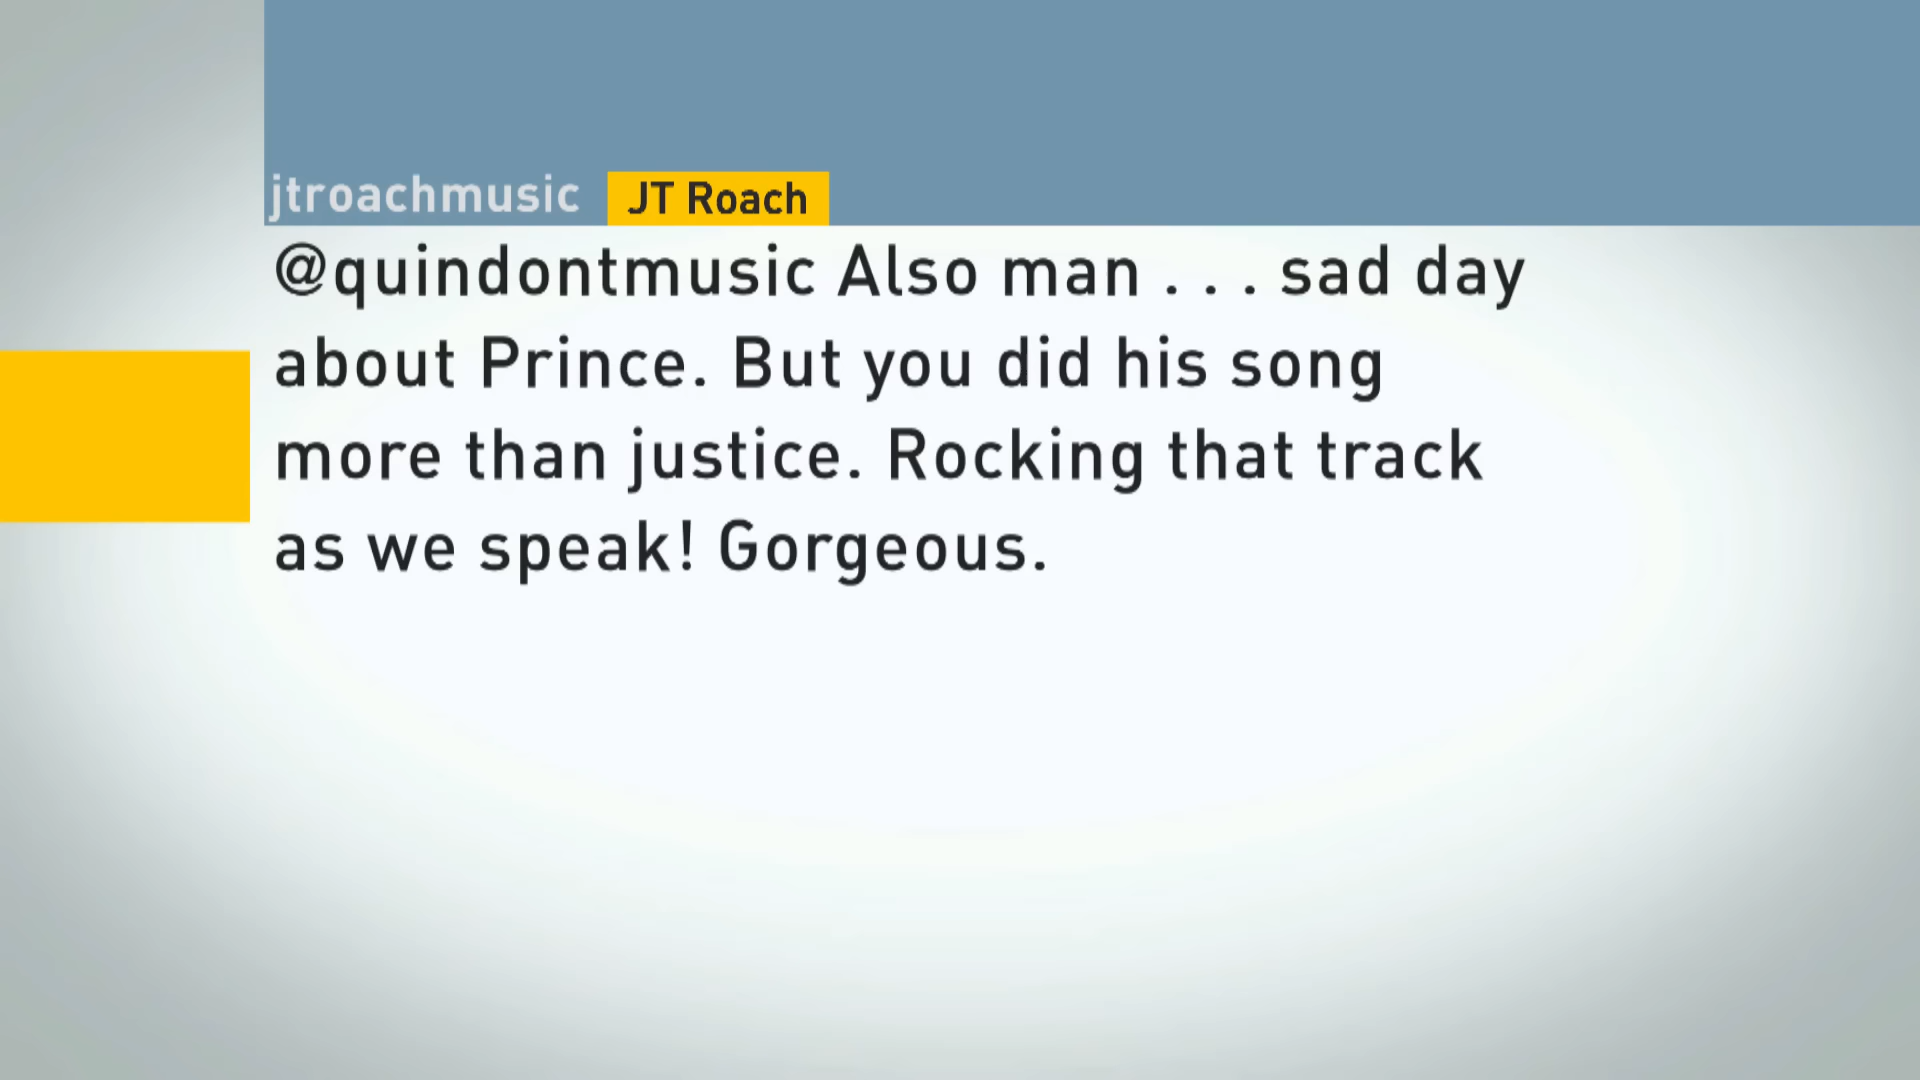 jtroachmusic JT Roach
@quindontmusic Also man . . . sad day
about Prince. But you did his song
more than justice. Rocking that track
as we speak! Gorgeous.